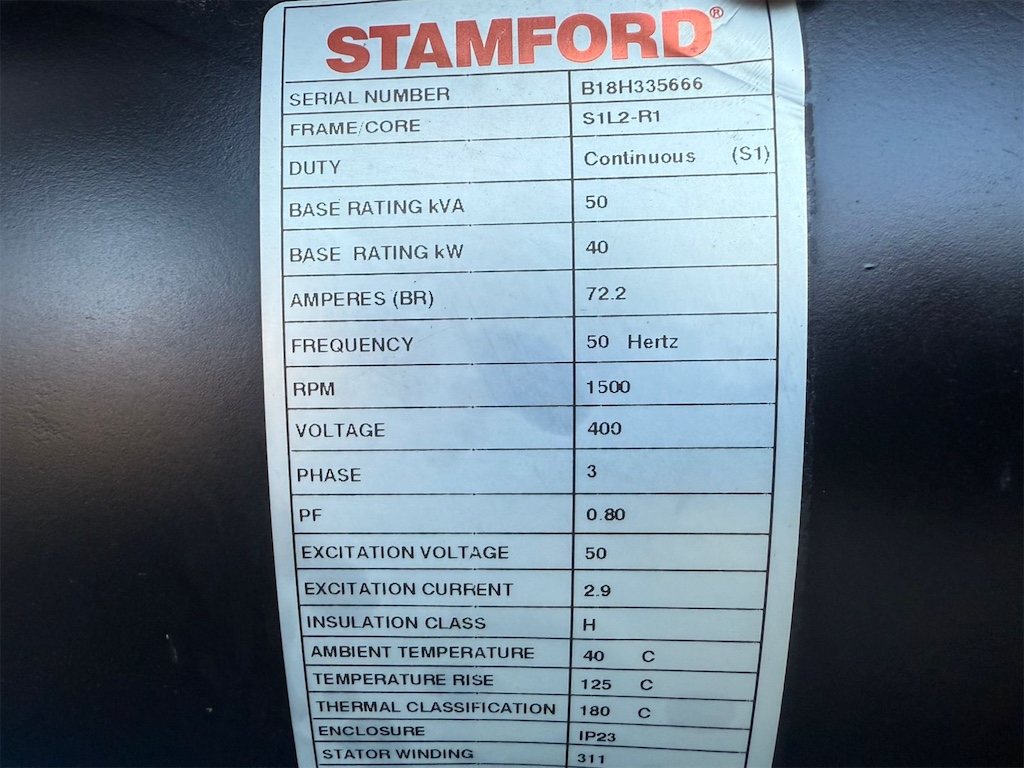 STAMFORD®
SERIAL NUMBER B18H335666
FRAME/CORE S1L2-R1
DUTY Continuous (S1)
BASE RATING kVA 50
BASE RATING kW 40
AMPERES (BR) 72.2
FREQUENCY 50 Hertz
RPM 1500
VOLTAGE 400
PHASE 3
PF 0.80
EXCITATION VOLTAGE 50
EXCITATION CURRENT 2.9
INSULATION CLASS H
AMBIENT TEMPERATURE 40 C
TEMPERATURE RISE 125 C
THERMAL CLASSIFICATION 180 C
ENCLOSURE IP23
STATOR WINDING 311